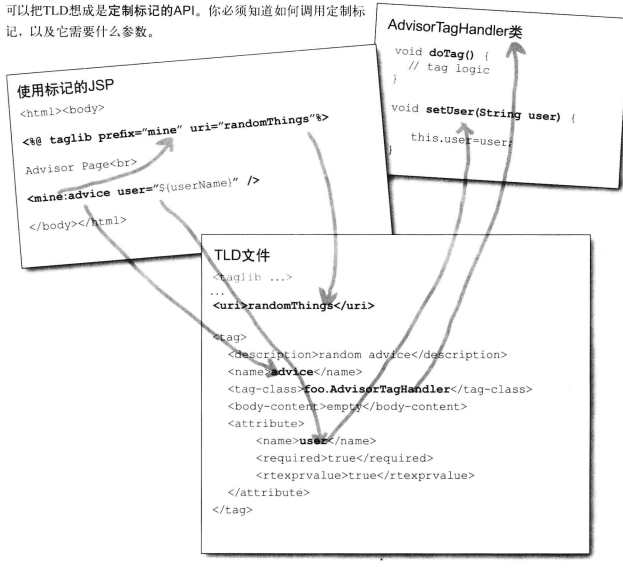 可以把TLD想成是定制标记的API。你必须知道如何调用定制标
记，以及它需要什么参数。
使用标记的JSP
<html><body>
<%@ taglib prefix="mine" uri="randomThings"%>
Advisor Page<br>
<mine:advice user="${userName}" />
</body></html>
AdvisorTagHandler类
void doTag() {
// tag logic
}
void setUser(String user) {
this.user=user;
}
TLD文件
<taglib ...>
...
<uri>randomThings</uri>
<tag>
<description>random advice</description>
<name>advice</name>
<tag-class>foo.AdvisorTagHandler</tag-class>
<body-content>empty</body-content>
<attribute>
<name>user</name>
<required>true</required>
<rtexprvalue>true</rtexprvalue>
</attribute>
</tag>